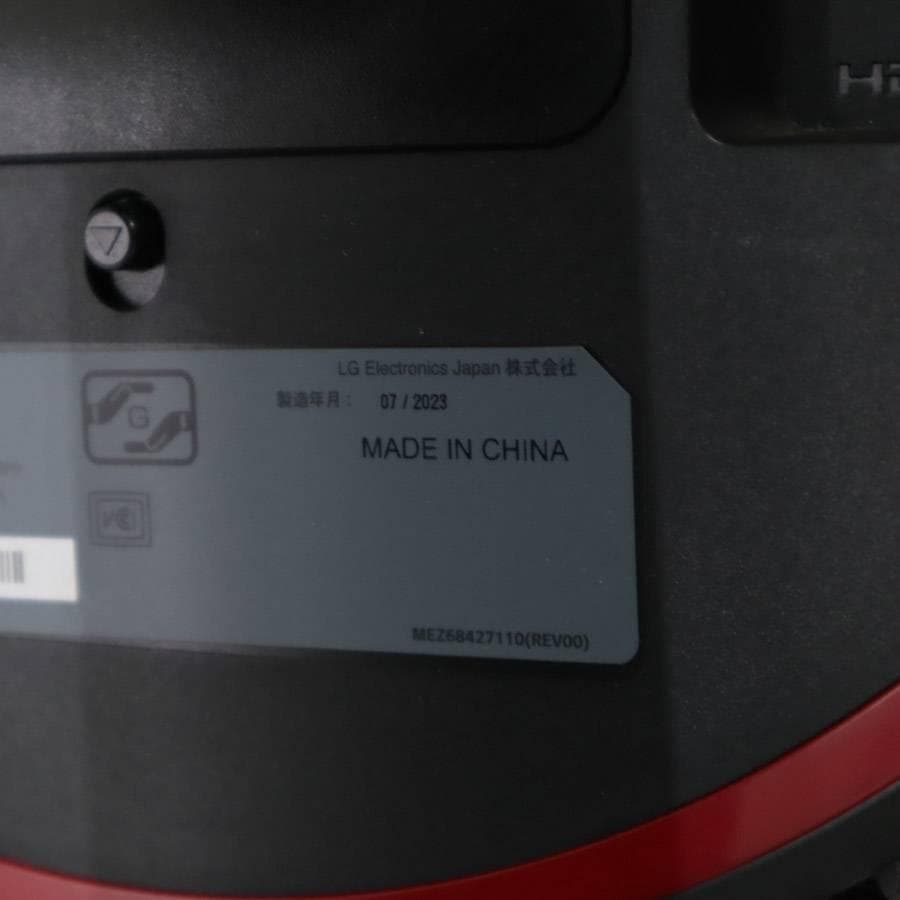 LG Electronics Japan 株式会社
製造年月: 07 / 2023
MADE IN CHINA
G
MEZ68427110(REV00)